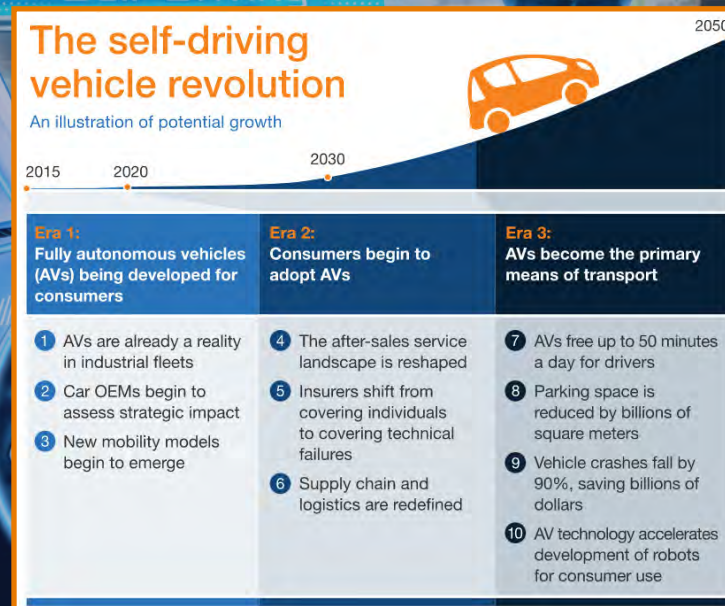 The self-driving
vehicle revolution
An illustration of potential growth
2015
2020
2030
2050
Era 1:
Fully autonomous vehicles
(AVs) being developed for
consumers
Era 2:
Consumers begin to
adopt AVs
Era 3:
AVs become the primary
means of transport
1 AVs are already a reality
in industrial fleets
2 Car OEMs begin to
assess strategic impact
3 New mobility models
begin to emerge
4 The after-sales service
landscape is reshaped
5 Insurers shift from
covering individuals
to covering technical
failures
6 Supply chain and
logistics are redefined
7 AVs free up to 50 minutes
a day for drivers
8 Parking space is
reduced by billions of
square meters
9 Vehicle crashes fall by
90%, saving billions of
dollars
10 AV technology accelerates
development of robots
for consumer use